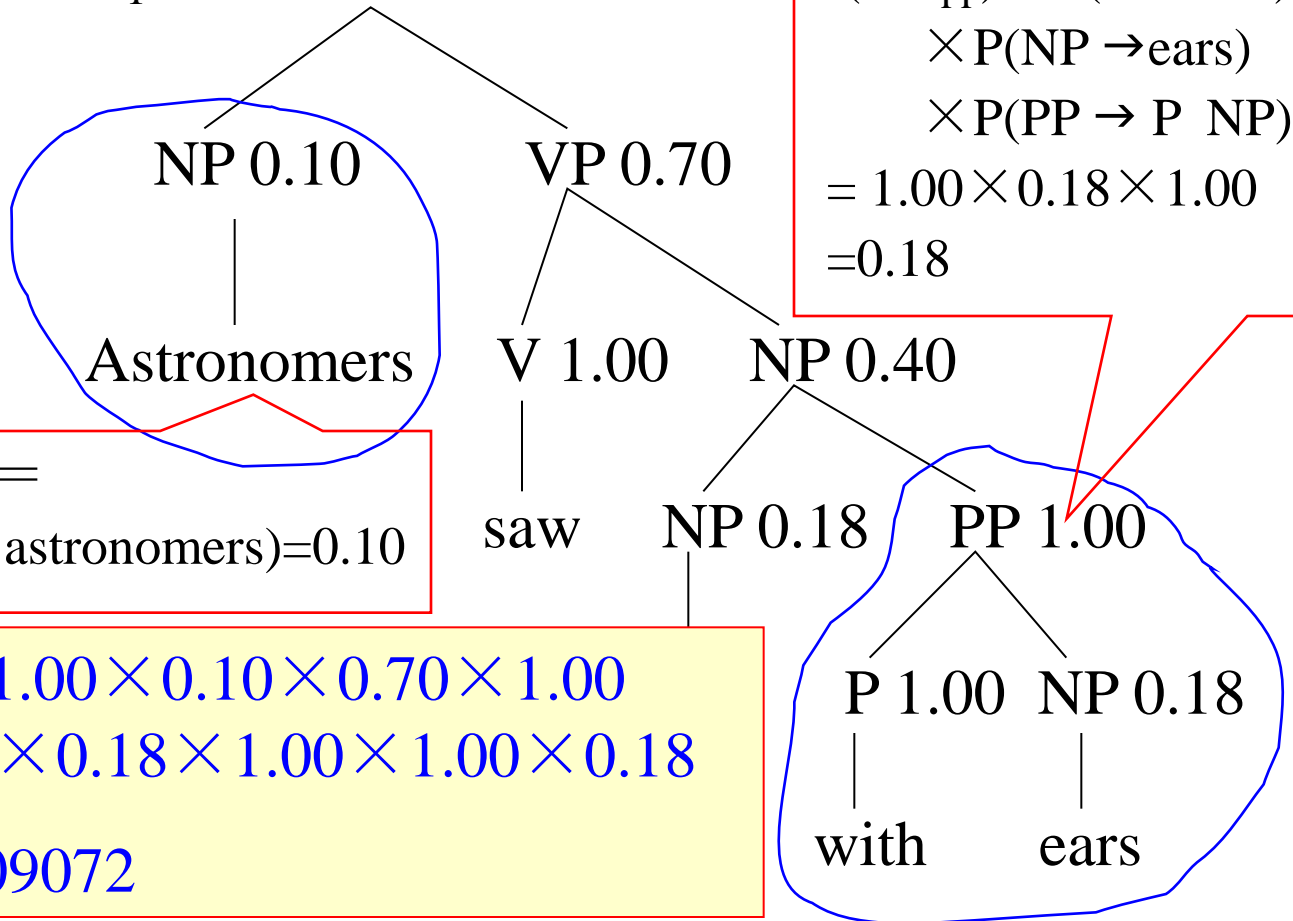 ×P(NP →ears)
×P(PP → P NP)
= 1.00×0.18×1.00
=0.18
NP 0.10
VP 0.70
Astronomers
V 1.00
NP 0.40
=
astronomers)=0.10
saw
NP 0.18
PP 1.00
1.00×0.10×0.70×1.00
×0.18×1.00×1.00×0.18
09072
P 1.00
NP 0.18
with
ears